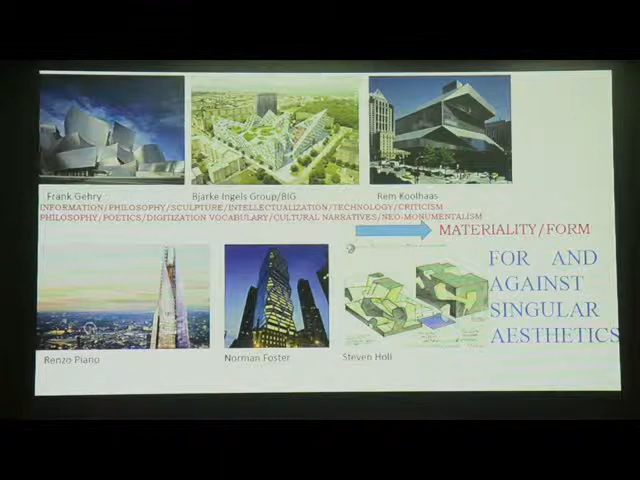 Frank Gehry
Bjarke Ingels Group/BIG
Rem Koolhaas
INFORMATION/PHILOSOPHY/SCULPTURE/INTELLECTUALIZATION/TECHNOLOGY/CRITICISM
PHILOSOPHY/POETICS/DIGITIZATION VOCABULARY/CULTURAL NARRATIVES/NEO-MONUMENTALISM
MATERIALITY/FORM
FOR AND
AGAINST
SINGULAR
AESTHETICS
Renzo Piano
Norman Foster
Steven Holl